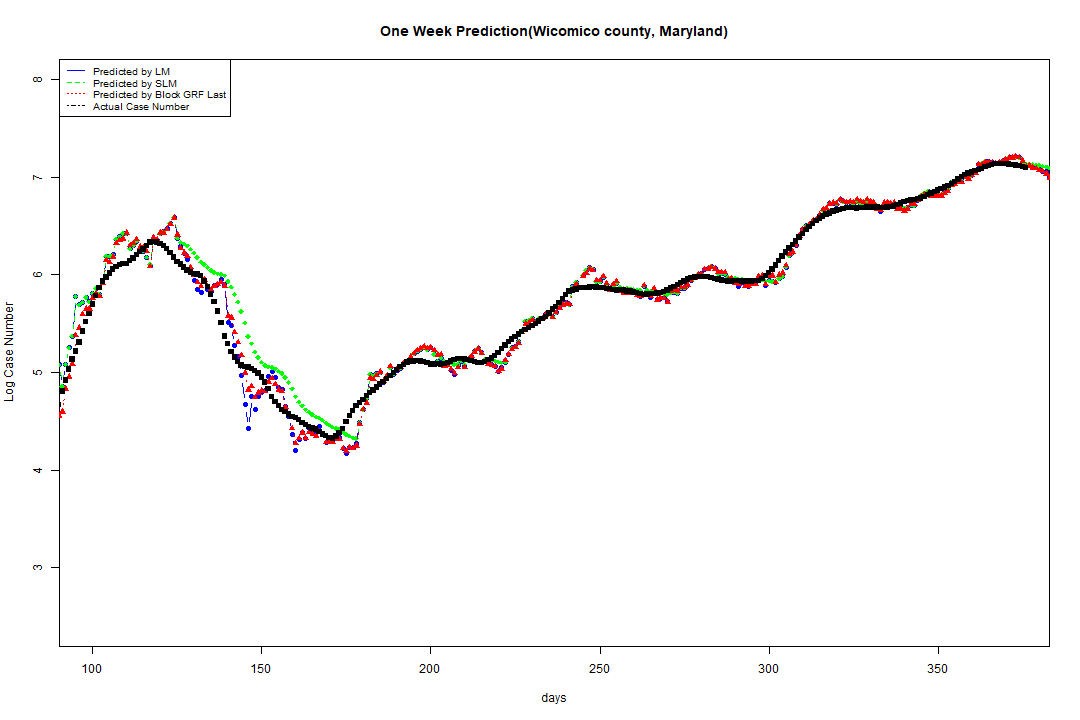 One Week Prediction(Wicomico county, Maryland)
Predicted by LM
Predicted by SLM
Predicted by Block GRF Last
Actual Case Number
8
7
6
5
4
3
Log Case Number
100 150 200 250 300 350
days